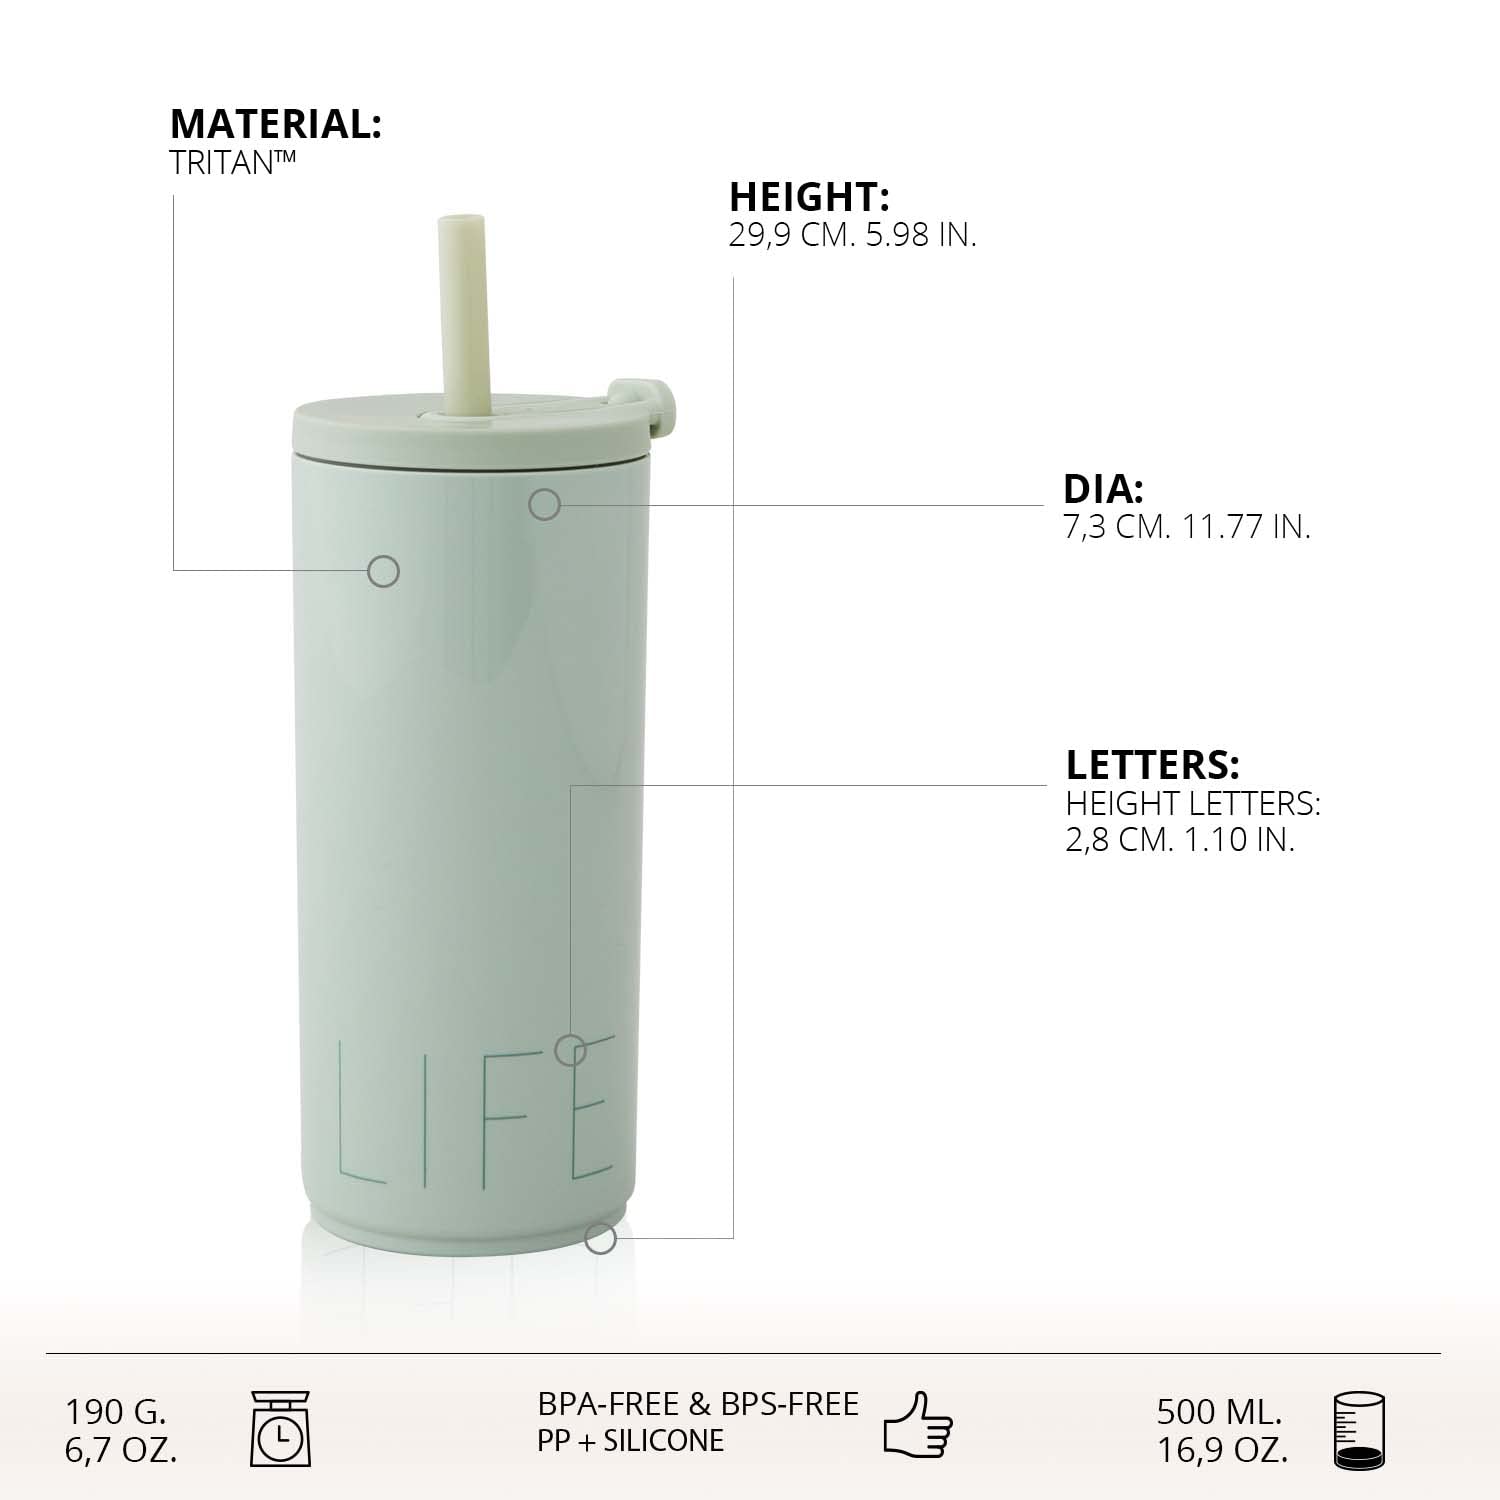 MATERIAL:
TRITAN™
HEIGHT:
29,9 CM. 5.98 IN.
DIA:
7,3 CM. 11.77 IN.
LETTERS:
HEIGHT LETTERS:
2,8 CM. 1.10 IN.
LIFE
190 G.
6,7 OZ.
BPA-FREE & BPS-FREE
PP + SILICONE
500 ML.
16,9 OZ.